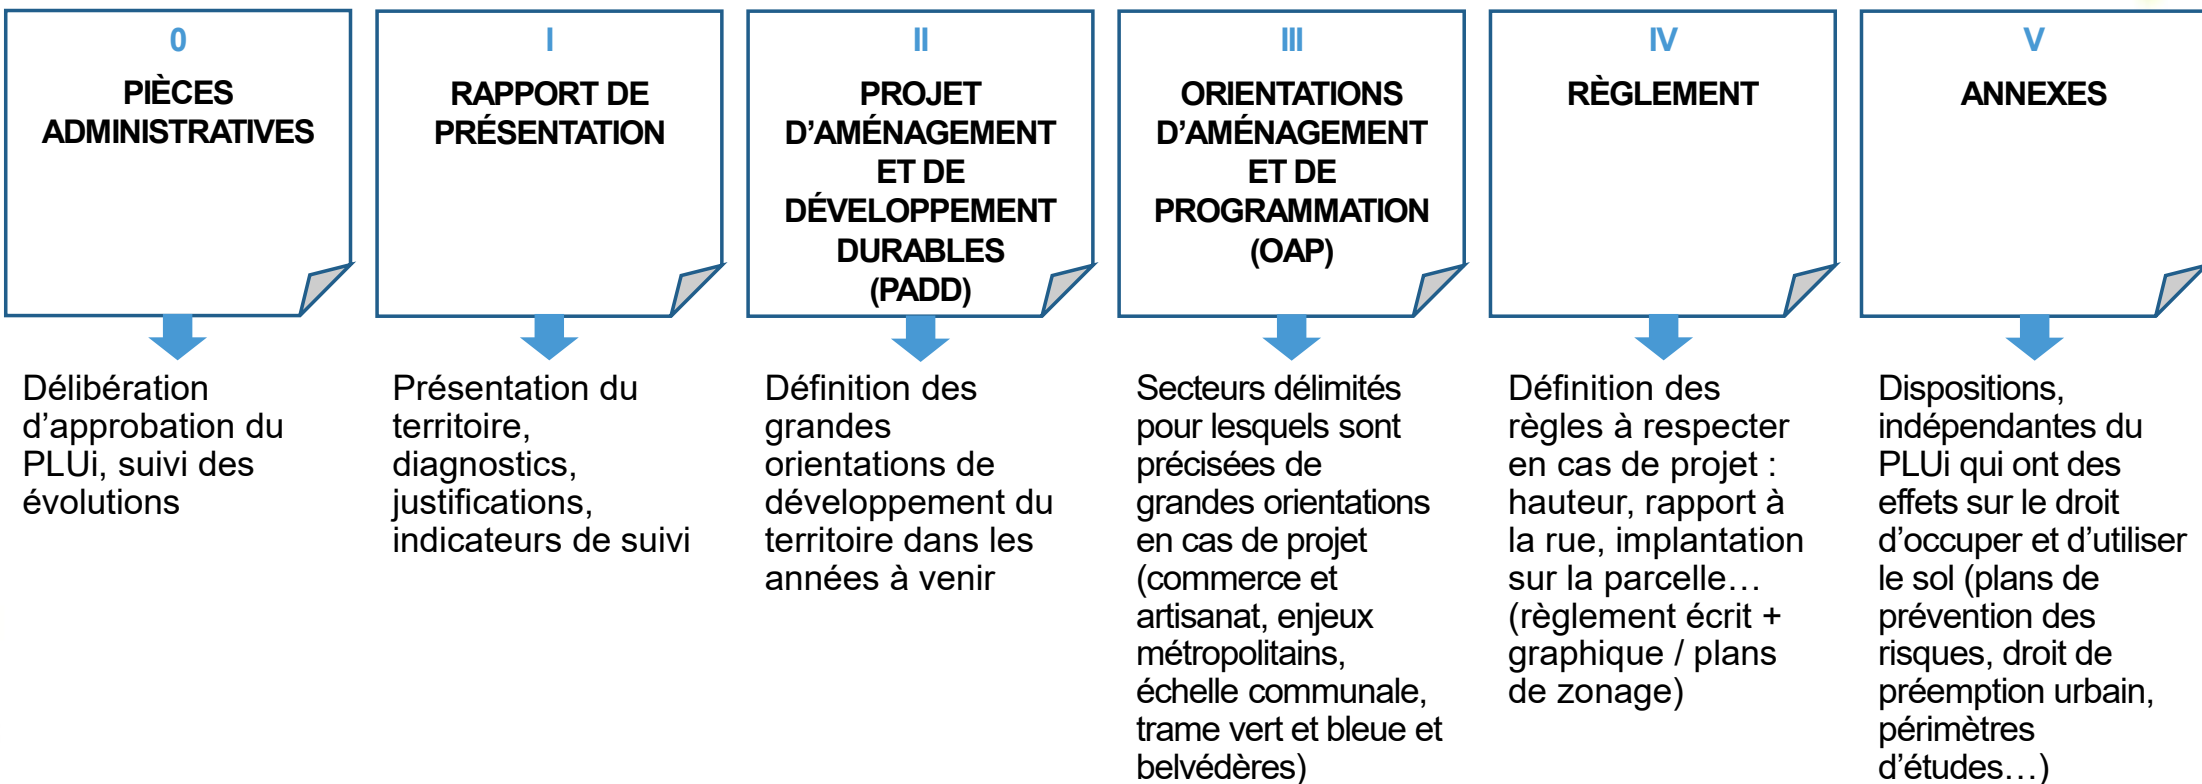 0
PIÈCES
ADMINISTRATIVES
Délibération
d’approbation du
PLUi, suivi des
évolutions
I
RAPPORT DE
PRÉSENTATION
Présentation du
territoire,
diagnostics,
justifications,
indicateurs de suivi
II
PROJET
D’AMÉNAGEMENT
ET DE
DÉVELOPPEMENT
DURABLES
(PADD)
Définition des
grandes
orientations de
développement du
territoire dans les
années à venir
III
ORIENTATIONS
D’AMÉNAGEMENT
ET DE
PROGRAMMATION
(OAP)
Secteurs délimités
pour lesquels sont
précisées de
grandes orientations
en cas de projet
(commerce et
artisanat, enjeux
métropolitains,
échelle communale,
trame vert et bleue et
belvédères)
IV
RÈGLEMENT
Définition des
règles à respecter
en cas de projet :
hauteur, rapport à
la rue, implantation
sur la parcelle…
(règlement écrit +
graphique / plans
de zonage)
V
ANNEXES
Dispositions,
indépendantes du
PLUi qui ont des
effets sur le droit
d’occuper et d’utiliser
le sol (plans de
prévention des
risques, droit de
préemption urbain,
périmètres
d’études…)